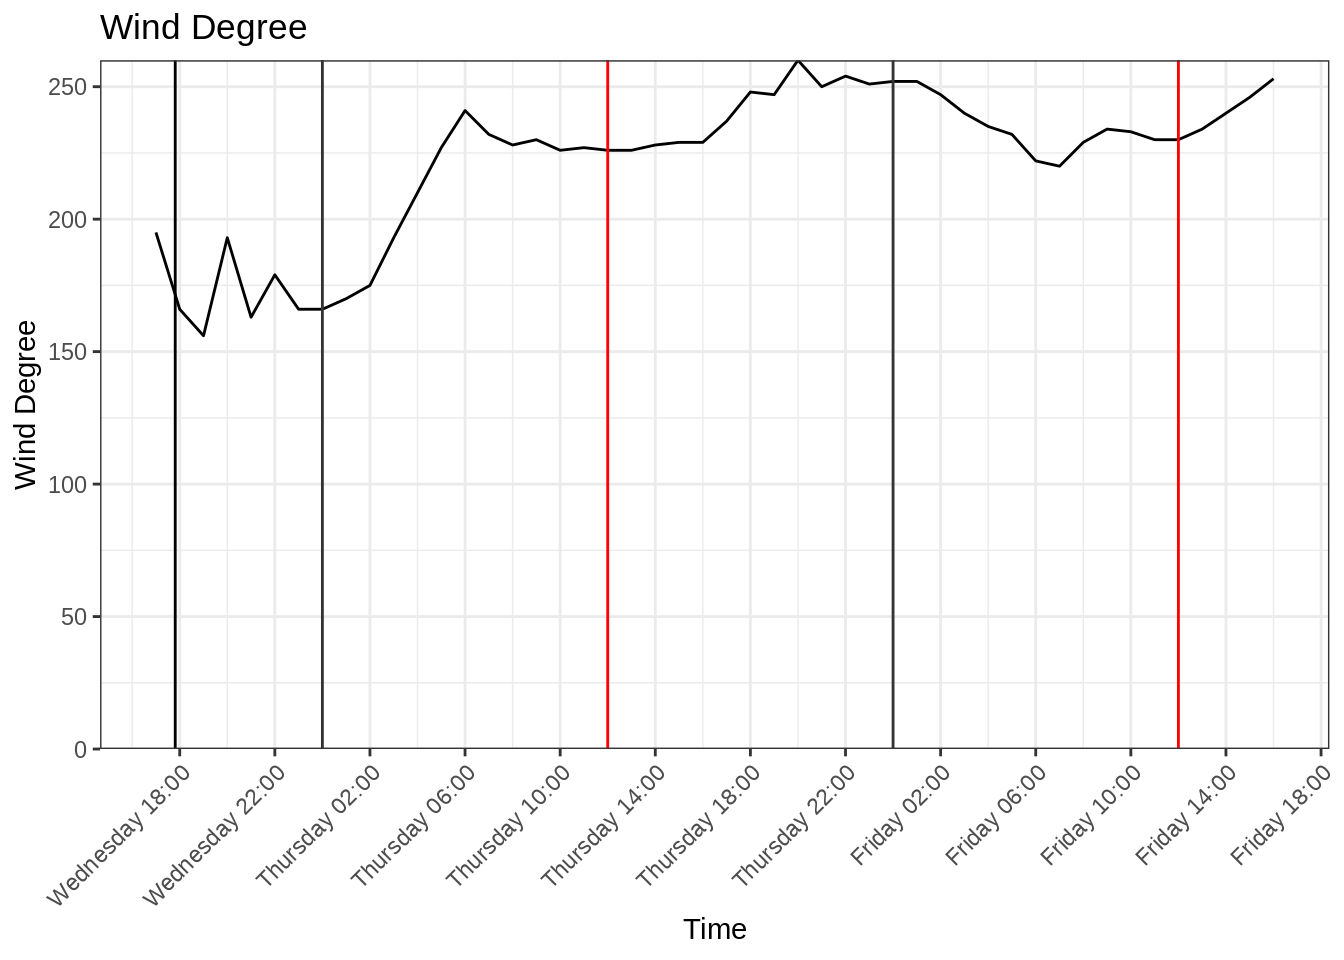 Wind Degree
Wind Degree
250
200
150
100
50
0
Wednesday 18:00
Wednesday 22:00
Thursday 02:00
Thursday 06:00
Thursday 10:00
Thursday 14:00
Thursday 18:00
Thursday 22:00
Friday 02:00
Friday 06:00
Friday 10:00
Friday 14:00
Friday 18:00
Time